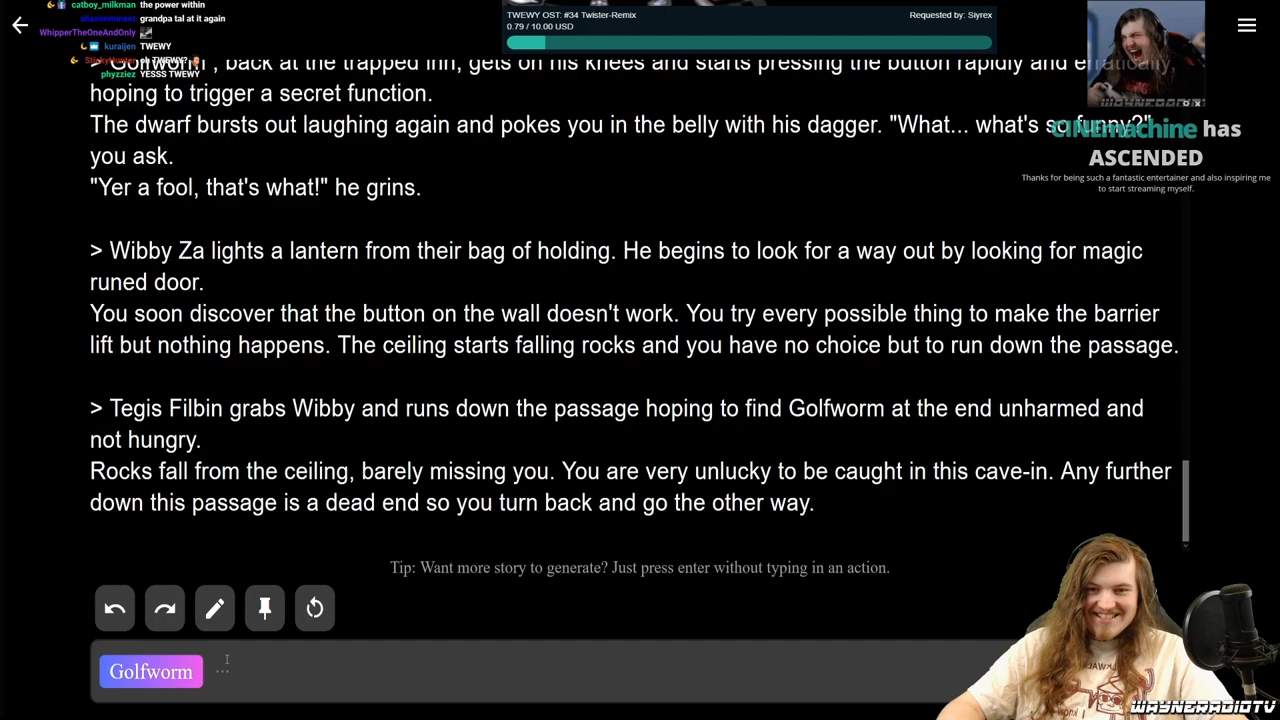 catboy_milkman the power within
aliasimminent grandpa tal at it again
WhipperTheOneAndOnly
kuraijen TWEWY
StickyHunter oh TWEWY?
phyzziez YESSS TWEWY
TWEWY OST: #34 Twister-Remix
Requested by: Siyrex
0.79 / 10.00 USD
CINEmachine has
ASCENDED
Thanks for being such a fantastic entertainer and also inspiring me
to start streaming myself.
> Golfworm , back at the trapped inn, gets on his knees and starts pressing the button rapidly and erratically,
hoping to trigger a secret function.
The dwarf bursts out laughing again and pokes you in the belly with his dagger. "What... what's so funny?"
you ask.
"Yer a fool, that's what!" he grins.
> Wibby Za lights a lantern from their bag of holding. He begins to look for a way out by looking for magic
runed door.
You soon discover that the button on the wall doesn't work. You try every possible thing to make the barrier
lift but nothing happens. The ceiling starts falling rocks and you have no choice but to run down the passage.
> Tegis Filbin grabs Wibby and runs down the passage hoping to find Golfworm at the end unharmed and
not hungry.
Rocks fall from the ceiling, barely missing you. You are very unlucky to be caught in this cave-in. Any further
down this passage is a dead end so you turn back and go the other way.
Tip: Want more story to generate? Just press enter without typing in an action.
Golfworm ...
WAYNERADIOTV